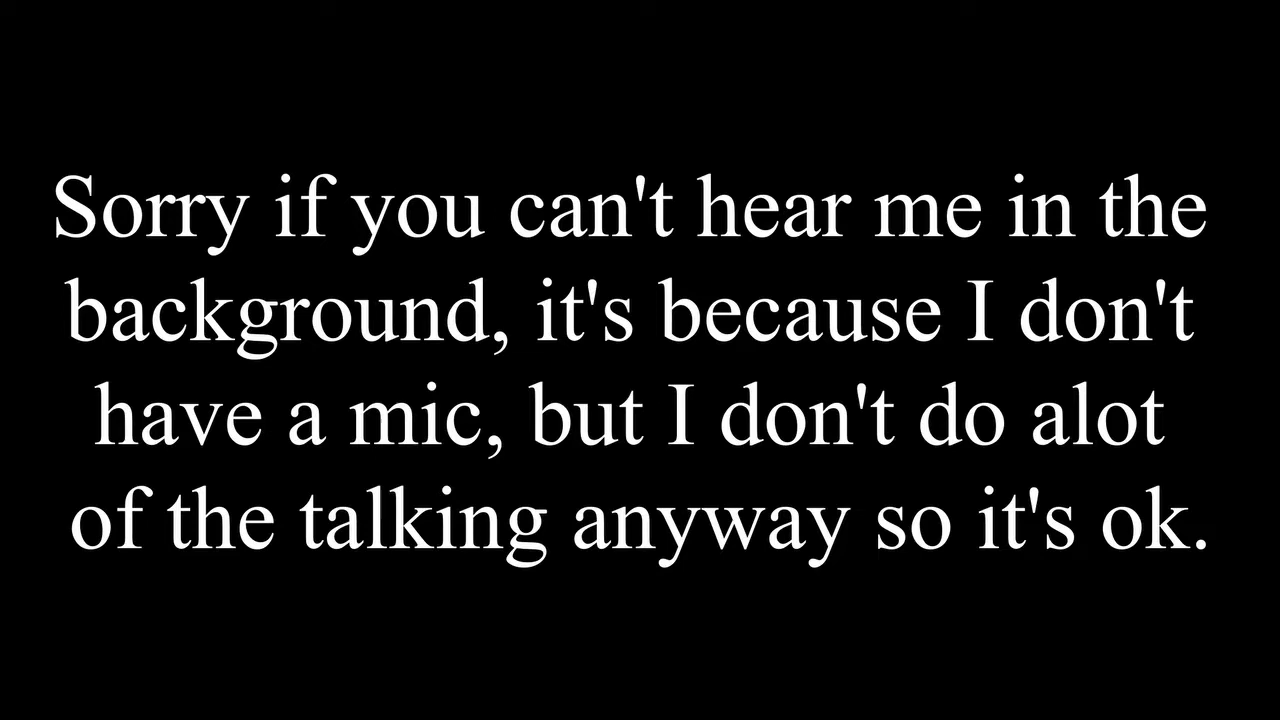 Sorry if you can't hear me in the
background, it's because I don't
have a mic, but I don't do alot
of the talking anyway so it's ok.